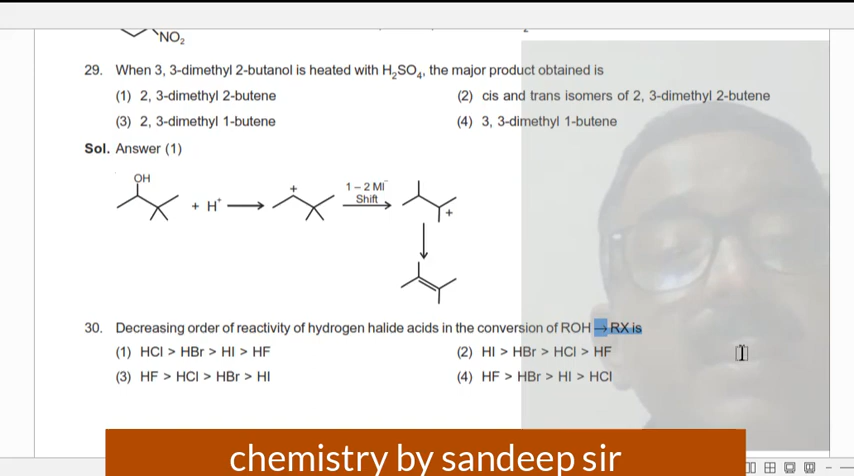 NO₂
29. When 3, 3-dimethyl 2-butanol is heated with H₂SO₄, the major product obtained is
(1) 2, 3-dimethyl 2-butene
(2) cis and trans isomers of 2, 3-dimethyl 2-butene
(3) 2, 3-dimethyl 1-butene
(4) 3, 3-dimethyl 1-butene
Sol. Answer (1)
OH
+ H⁺
+
1 – 2 Me⁻
Shift
+
30. Decreasing order of reactivity of hydrogen halide acids in the conversion of ROH → RX is
(1) HCl > HBr > HI > HF
(2) HI > HBr > HCl > HF
(3) HF > HCl > HBr > HI
(4) HF > HBr > HI > HCl
chemistry by sandeep sir